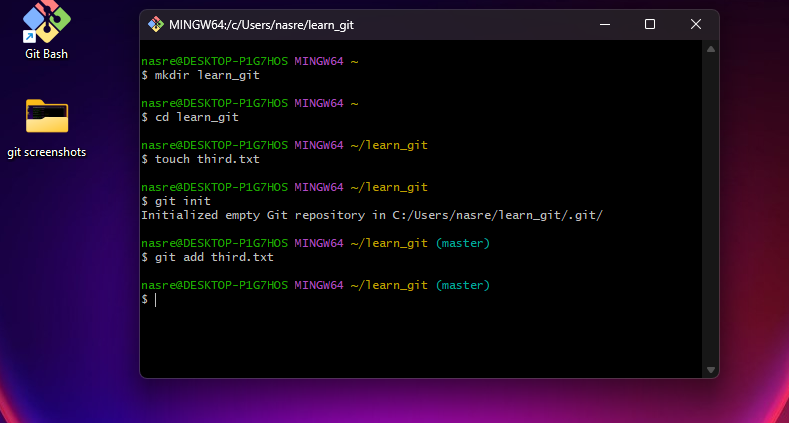 Git Bash
git screenshots
MINGW64:/c/Users/nasre/learn_git
nasre@DESKTOP-P1G7HOS MINGW64 ~
$ mkdir learn_git
nasre@DESKTOP-P1G7HOS MINGW64 ~
$ cd learn_git
nasre@DESKTOP-P1G7HOS MINGW64 ~/learn_git
$ touch third.txt
nasre@DESKTOP-P1G7HOS MINGW64 ~/learn_git
$ git init
Initialized empty Git repository in C:/Users/nasre/learn_git/.git/
nasre@DESKTOP-P1G7HOS MINGW64 ~/learn_git (master)
$ git add third.txt
nasre@DESKTOP-P1G7HOS MINGW64 ~/learn_git (master)
$